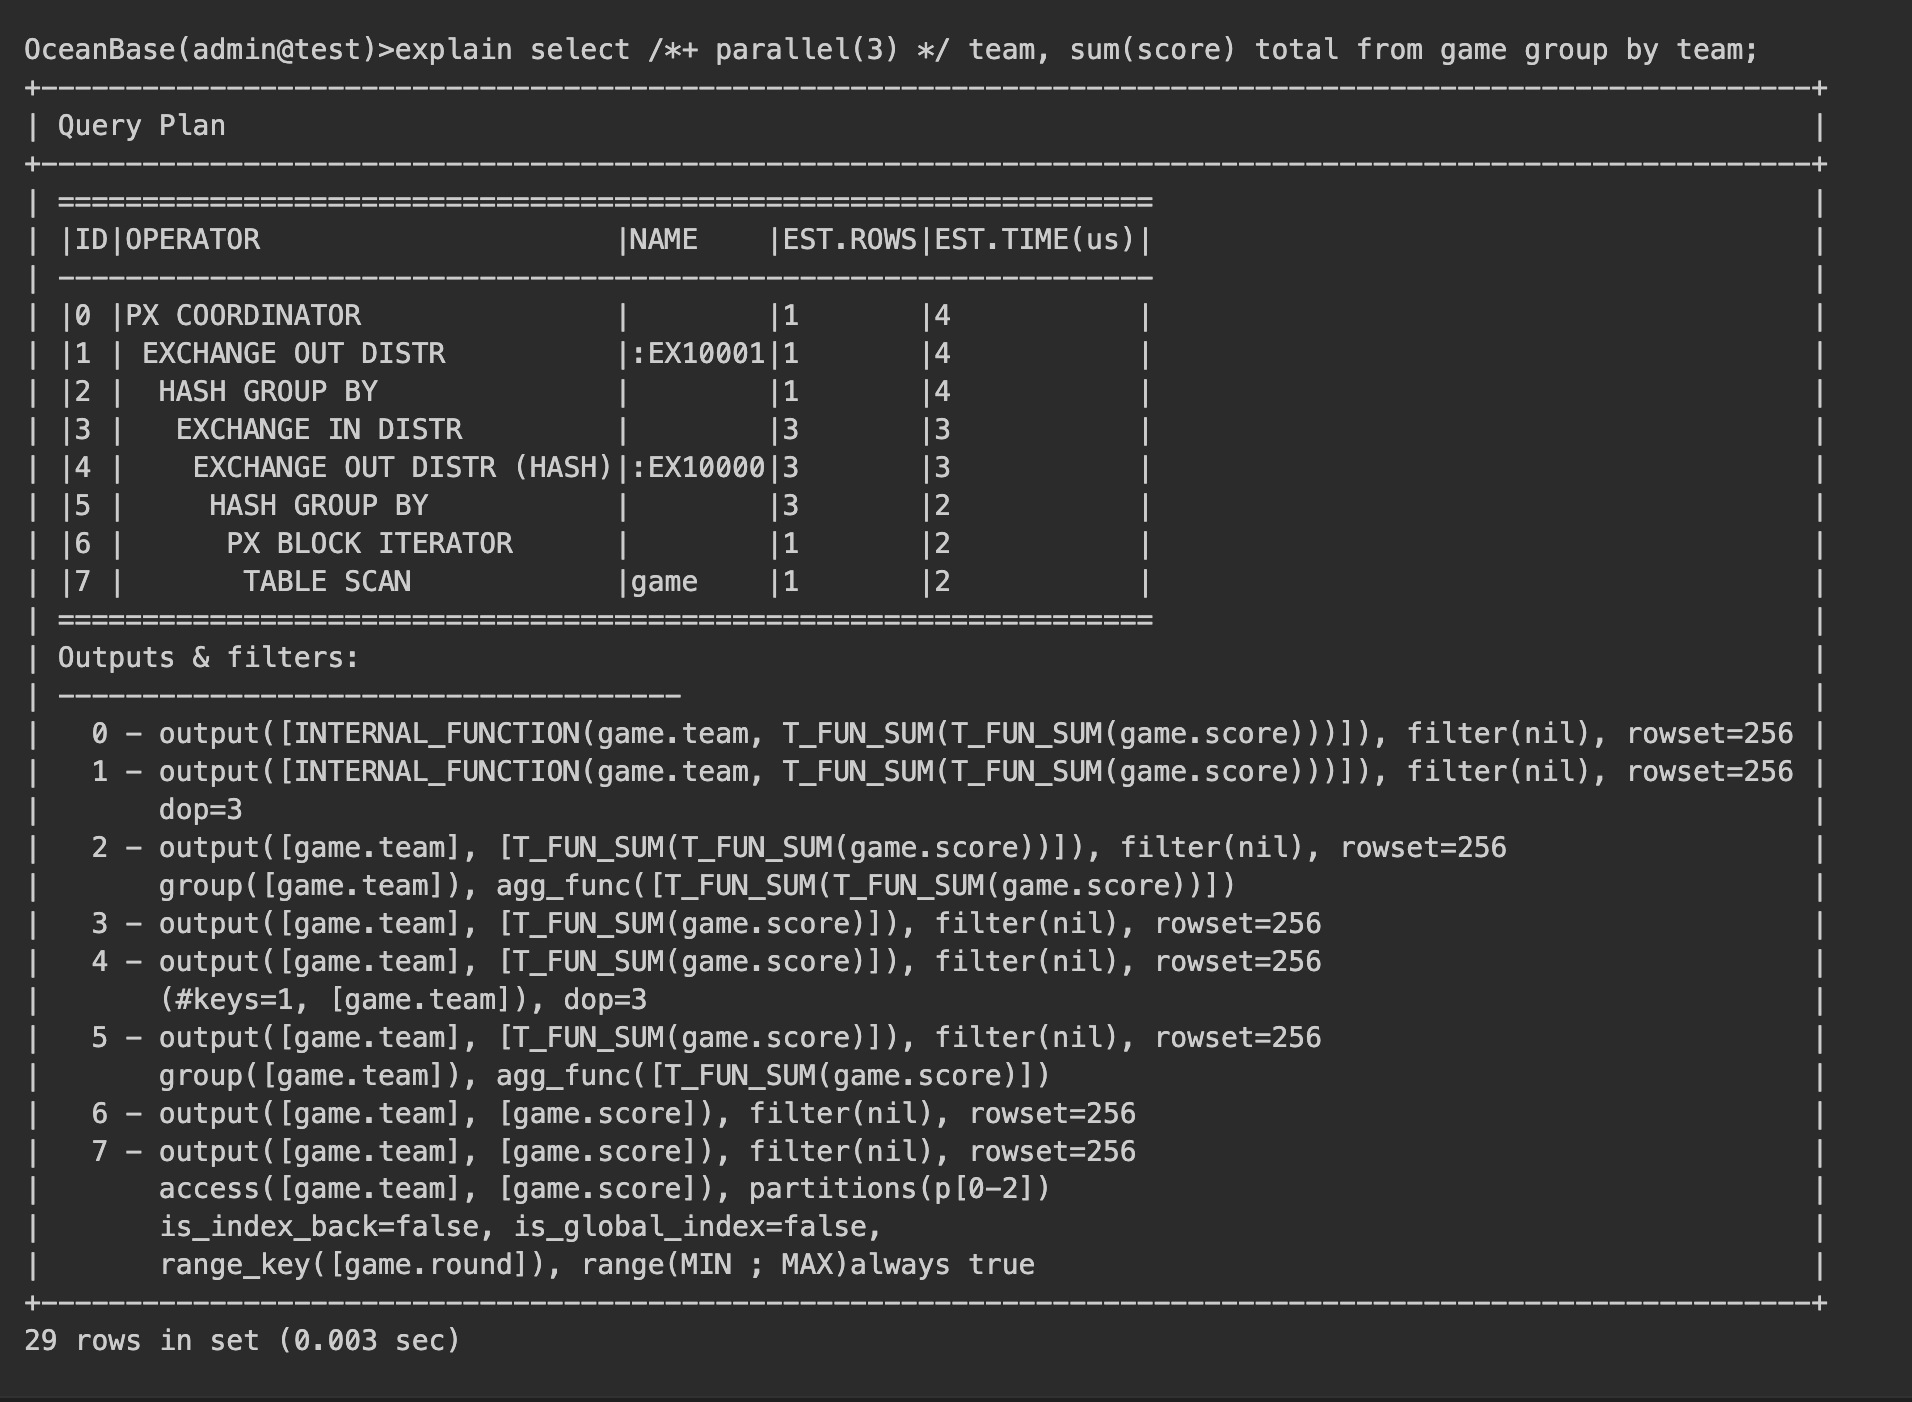 OceanBase(admin@test)>explain select /*+ parallel(3) */ team, sum(score) total from game group by team;
+---------------------------------------------------------------------------------------------------------+
| Query Plan                                                                                              |
+---------------------------------------------------------------------------------------------------------+
| =================================================================                                       |
| |ID|OPERATOR                     |NAME    |EST.ROWS|EST.TIME(us)|                                       |
| -----------------------------------------------------------------                                       |
| |0 |PX COORDINATOR               |        |1       |4           |                                       |
| |1 | EXCHANGE OUT DISTR          |:EX10001|1       |4           |                                       |
| |2 |  HASH GROUP BY              |        |1       |4           |                                       |
| |3 |   EXCHANGE IN DISTR         |        |3       |3           |                                       |
| |4 |    EXCHANGE OUT DISTR (HASH)|:EX10000|3       |3           |                                       |
| |5 |     HASH GROUP BY           |        |3       |2           |                                       |
| |6 |      PX BLOCK ITERATOR      |        |1       |2           |                                       |
| |7 |       TABLE SCAN            |game    |1       |2           |                                       |
| =================================================================                                       |
| Outputs & filters:                                                                                      |
| -------------------------------------                                                                   |
|   0 - output([INTERNAL_FUNCTION(game.team, T_FUN_SUM(T_FUN_SUM(game.score)))]), filter(nil), rowset=256 |
|   1 - output([INTERNAL_FUNCTION(game.team, T_FUN_SUM(T_FUN_SUM(game.score)))]), filter(nil), rowset=256 |
|       dop=3                                                                                             |
|   2 - output([game.team], [T_FUN_SUM(T_FUN_SUM(game.score))]), filter(nil), rowset=256                  |
|       group([game.team]), agg_func([T_FUN_SUM(T_FUN_SUM(game.score))])                                  |
|   3 - output([game.team], [T_FUN_SUM(game.score)]), filter(nil), rowset=256                             |
|   4 - output([game.team], [T_FUN_SUM(game.score)]), filter(nil), rowset=256                             |
|       (#keys=1, [game.team]), dop=3                                                                     |
|   5 - output([game.team], [T_FUN_SUM(game.score)]), filter(nil), rowset=256                             |
|       group([game.team]), agg_func([T_FUN_SUM(game.score)])                                             |
|   6 - output([game.team], [game.score]), filter(nil), rowset=256                                        |
|   7 - output([game.team], [game.score]), filter(nil), rowset=256                                        |
|       access([game.team], [game.score]), partitions(p[0-2])                                             |
|       is_index_back=false, is_global_index=false,                                                       |
|       range_key([game.round]), range(MIN ; MAX)always true                                              |
+---------------------------------------------------------------------------------------------------------+
29 rows in set (0.003 sec)